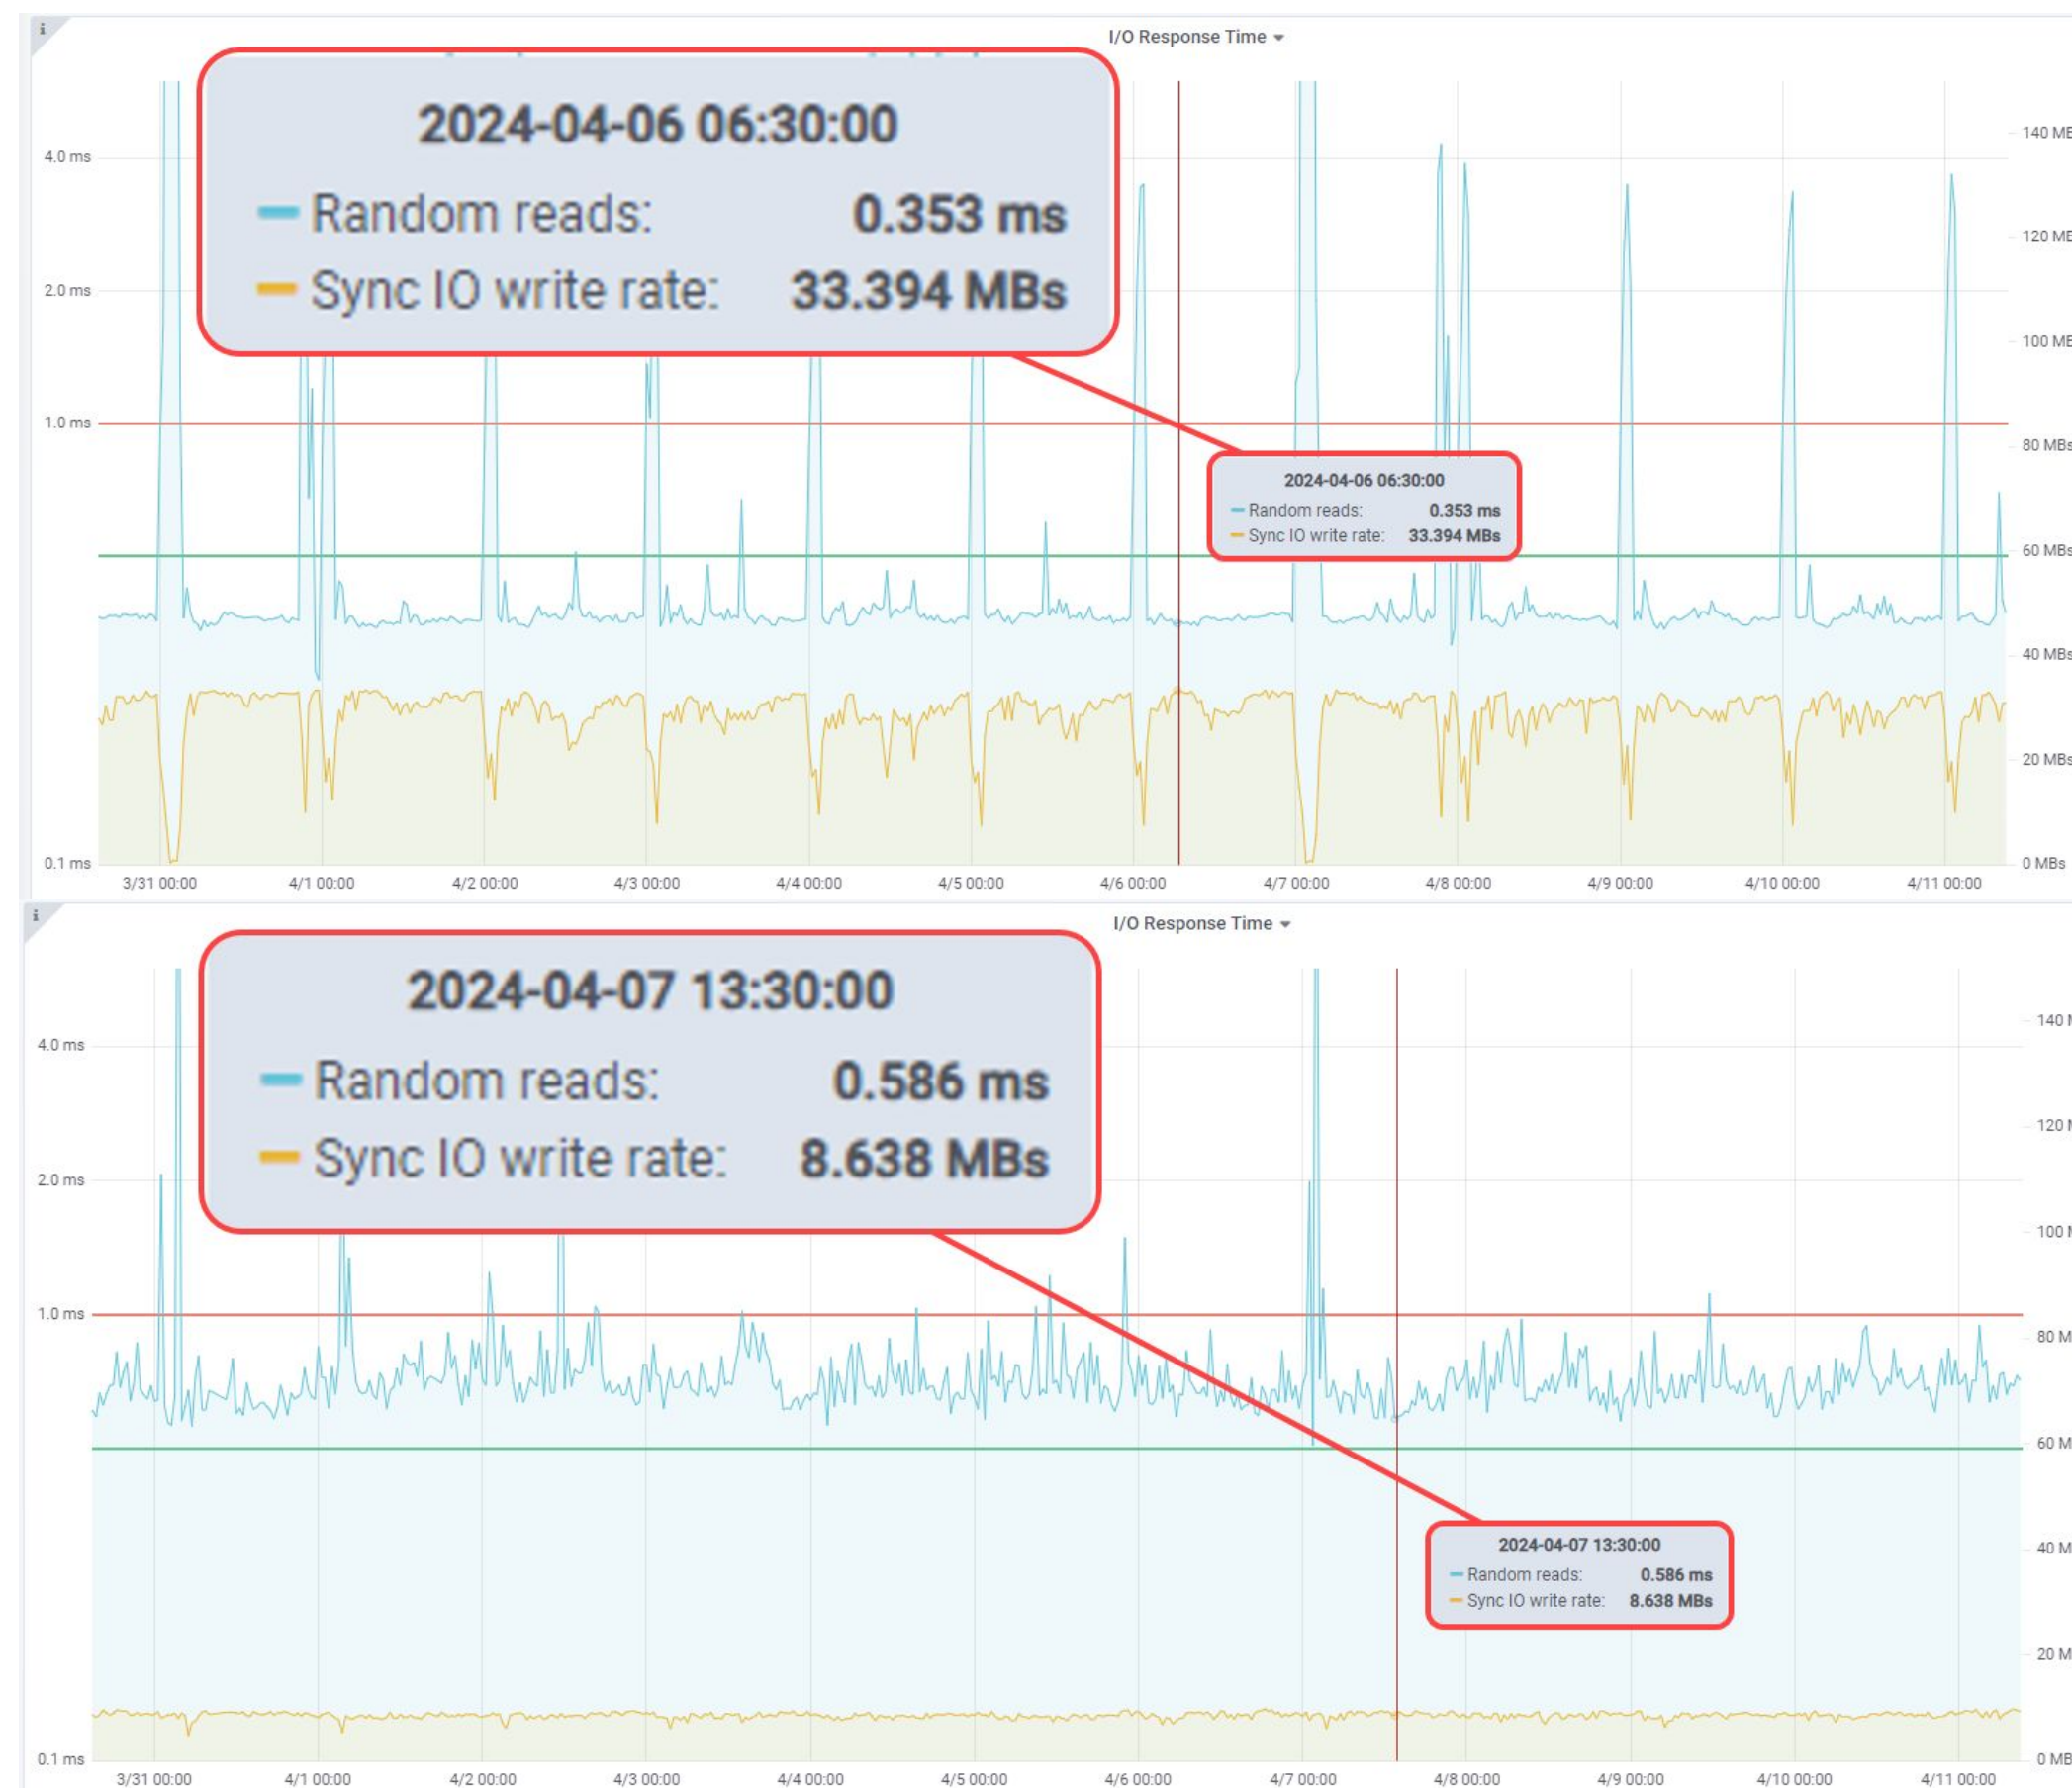 i
I/O Response Time
2024-04-06 06:30:00
Random reads: 0.353 ms
Sync IO write rate: 33.394 MBs
4.0 ms
2.0 ms
1.0 ms
0.1 ms
140 MB
120 MB
100 MB
80 MBs
60 MBs
40 MBs
20 MBs
0 MBs
2024-04-06 06:30:00
Random reads: 0.353 ms
Sync IO write rate: 33.394 MBs
3/31 00:00 4/1 00:00 4/2 00:00 4/3 00:00 4/4 00:00 4/5 00:00 4/6 00:00 4/7 00:00 4/8 00:00 4/9 00:00 4/10 00:00 4/11 00:00
i
I/O Response Time
2024-04-07 13:30:00
Random reads: 0.586 ms
Sync IO write rate: 8.638 MBs
4.0 ms
2.0 ms
1.0 ms
0.1 ms
140 M
120 M
100 M
80 M
60 M
40 M
20 M
0 MB
2024-04-07 13:30:00
Random reads: 0.586 ms
Sync IO write rate: 8.638 MBs
3/31 00:00 4/1 00:00 4/2 00:00 4/3 00:00 4/4 00:00 4/5 00:00 4/6 00:00 4/7 00:00 4/8 00:00 4/9 00:00 4/10 00:00 4/11 00:00